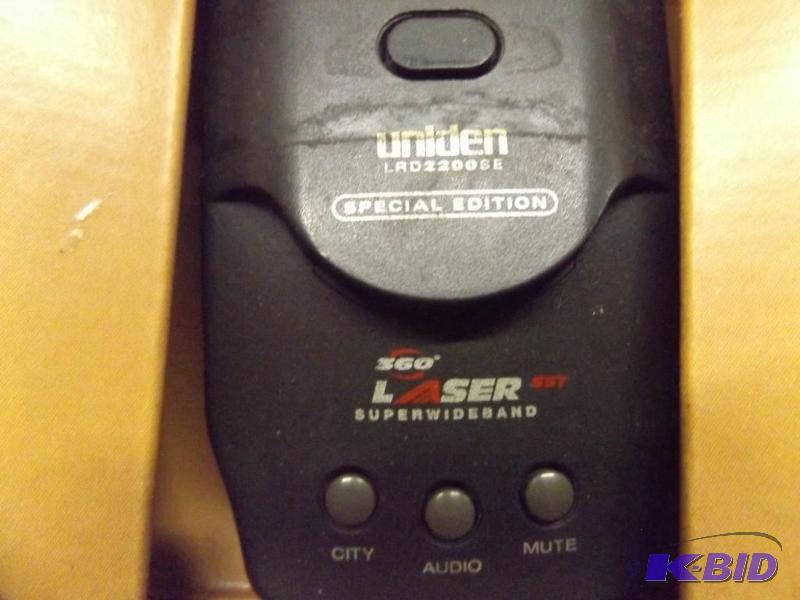 uniden
LRD2200SE
SPECIAL EDITION
360°
LASER SST
SUPERWIDEBAND
CITY
AUDIO
MUTE
K-BID